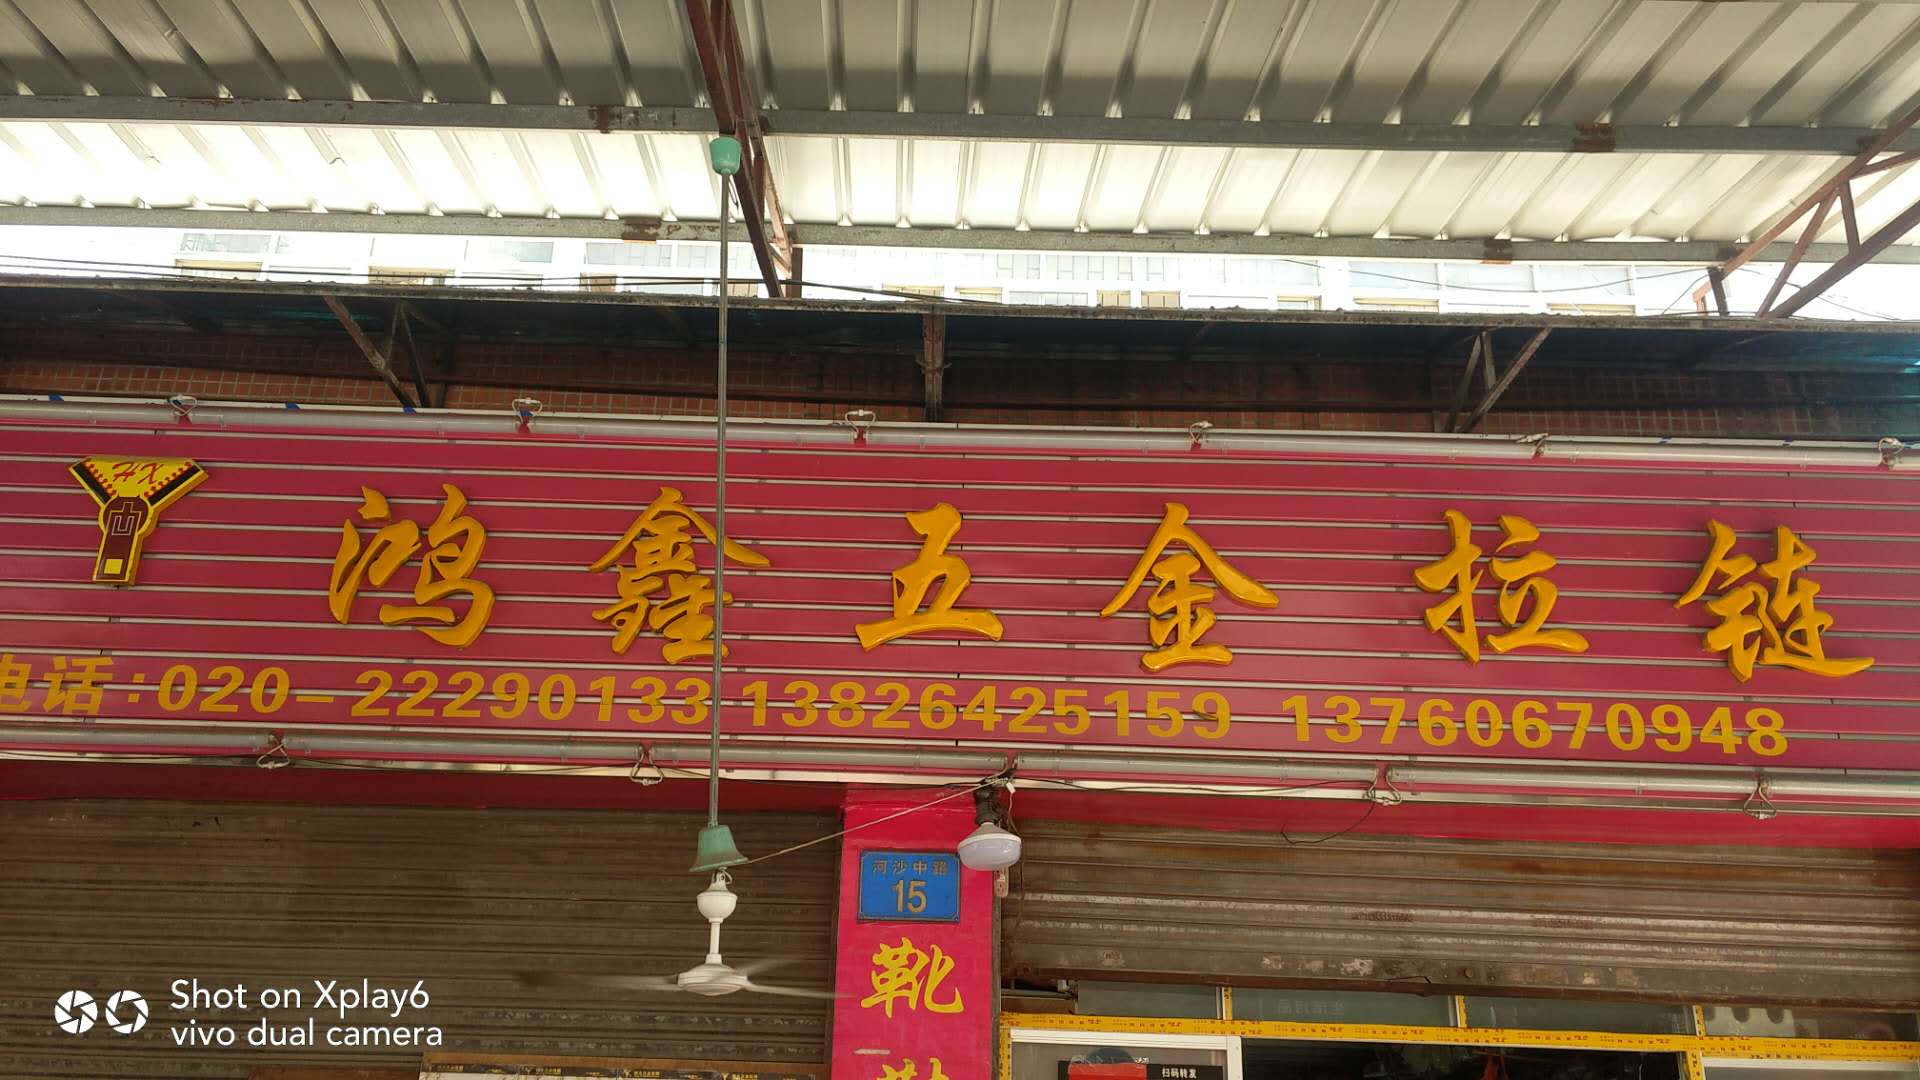 HX
鸿鑫五金拉链
电话:020-22290133 13826425159 13760670948
河沙中路
15
靴
扫码转发
Shot on Xplay6
vivo dual camera